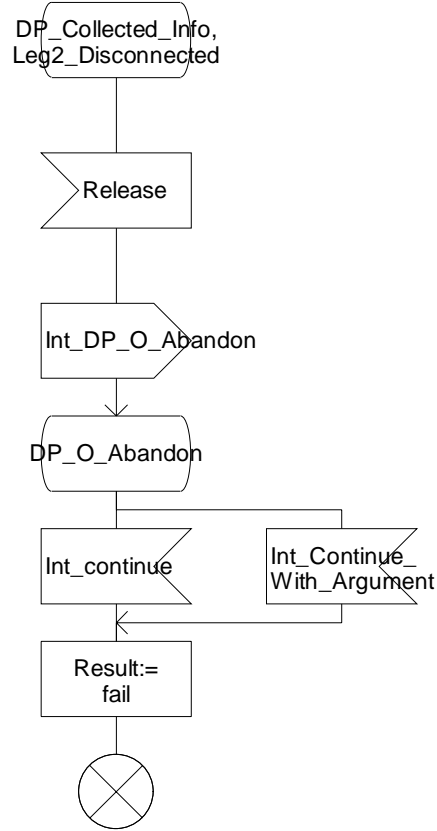 DP_Collected_Info,
Leg2_Disconnected
Release
Int_DP_O_Abandon
DP_O_Abandon
Int_continue
Int_Continue_
With_Argument
Result:=
fail